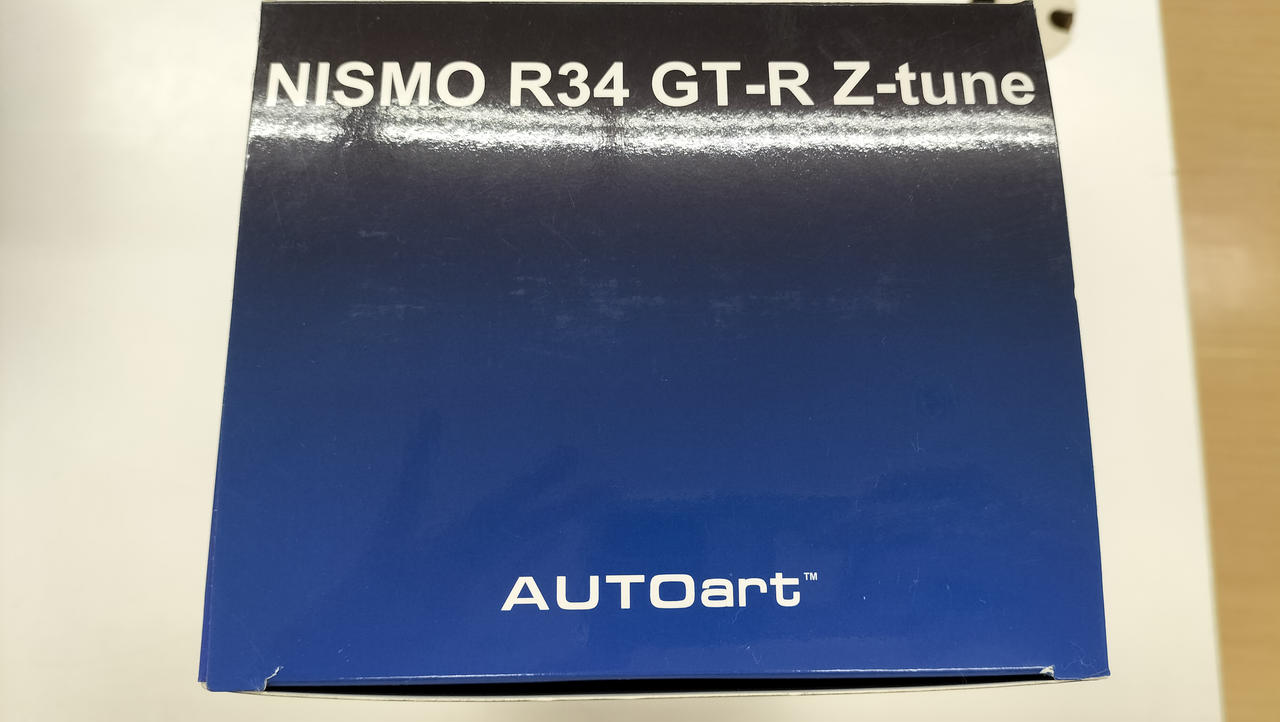 NISMO R34 GT-R Z-tune
AUTOart™